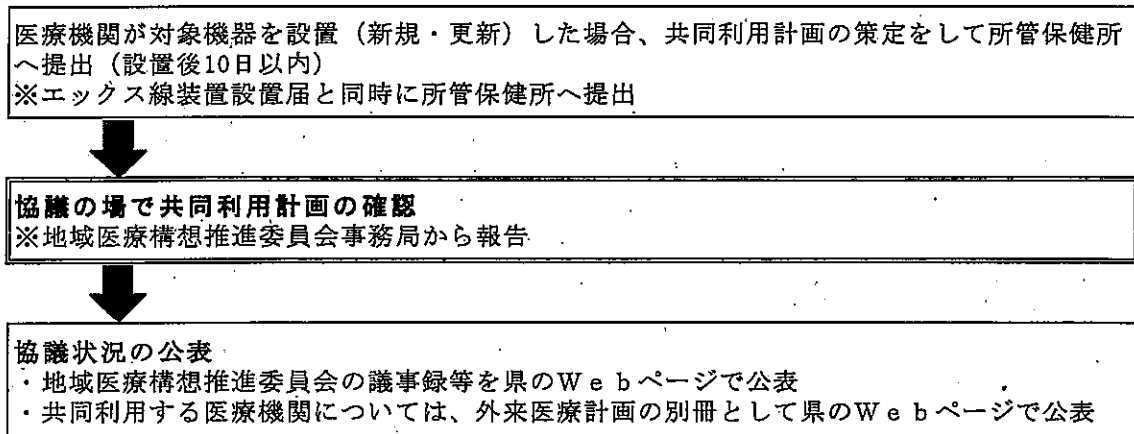 医療機関が対象機器を設置（新規・更新）した場合、共同利用計画の策定をして所管保健所
へ提出（設置後10日以内）
※エックス線装置設置届と同時に所管保健所へ提出
協議の場で共同利用計画の確認
※地域医療構想推進委員会事務局から報告
協議状況の公表
・地域医療構想推進委員会の議事録等を県のＷｅｂページで公表
・共同利用する医療機関については、外来医療計画の別冊として県のＷｅｂページで公表